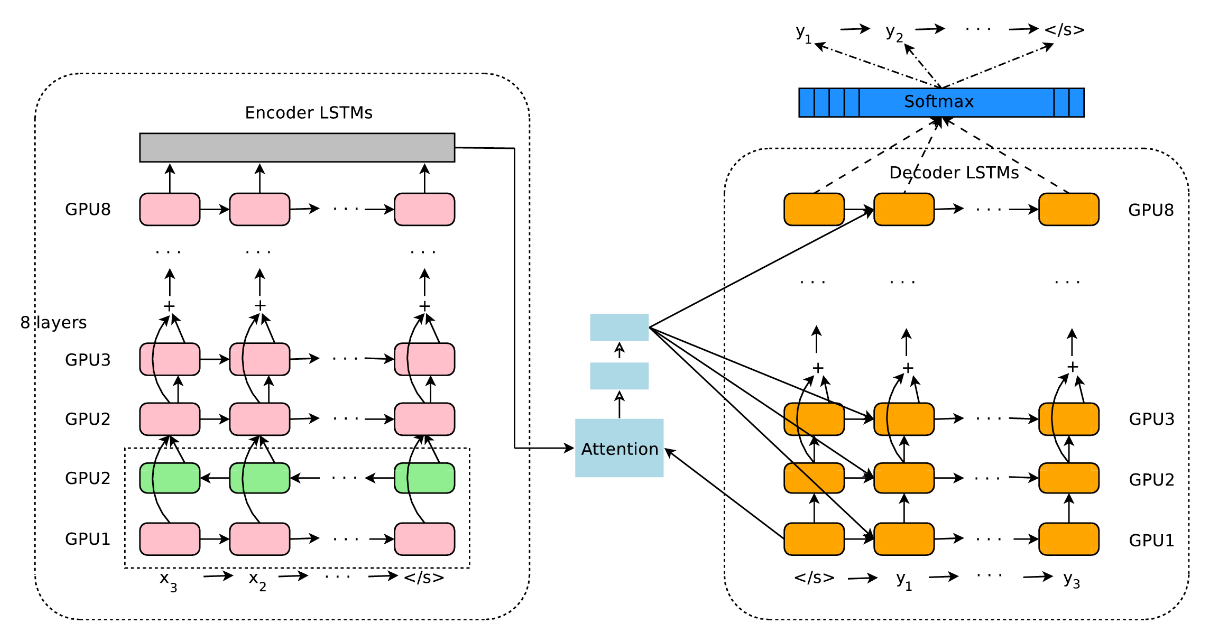 y1 y2 · · · </s>
Softmax
Encoder LSTMs
Decoder LSTMs
GPU8 · · ·
· · · GPU8
· · · · · · · · ·
· · · · · · · · ·
+ + +
8 layers
GPU3 · · ·
+ + +
GPU2 · · ·
· · · GPU3
Attention
GPU2 · · ·
· · · GPU2
GPU1 · · ·
· · · GPU1
x3 x2 · · · </s>
</s> y1 · · · y3